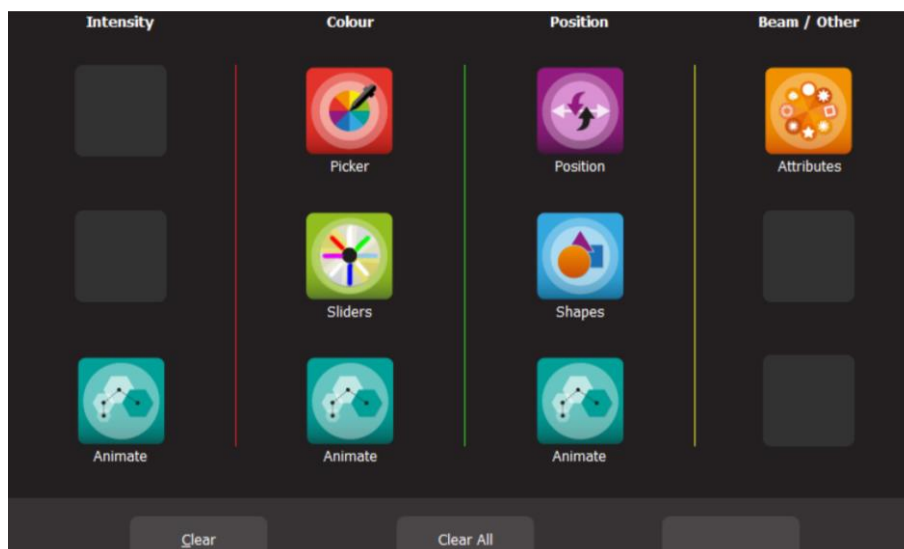 Intensity Colour Position Beam / Other
Picker Position Attributes
Sliders Shapes
Animate Animate Animate
Clear Clear All